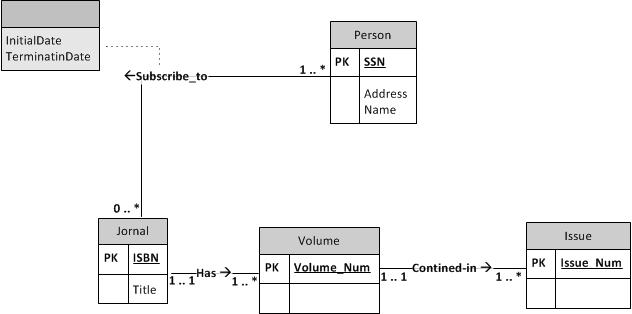 InitialDate
TerminatinDate
Person
PK SSN
Address
Name
←Subscribe_to
1 .. *
0 .. *
Jornal
PK ISBN
Title
1 .. 1
Has →
1 .. *
Volume
PK Volume_Num
1 .. 1
Contined-in →
1 .. *
Issue
PK Issue_Num